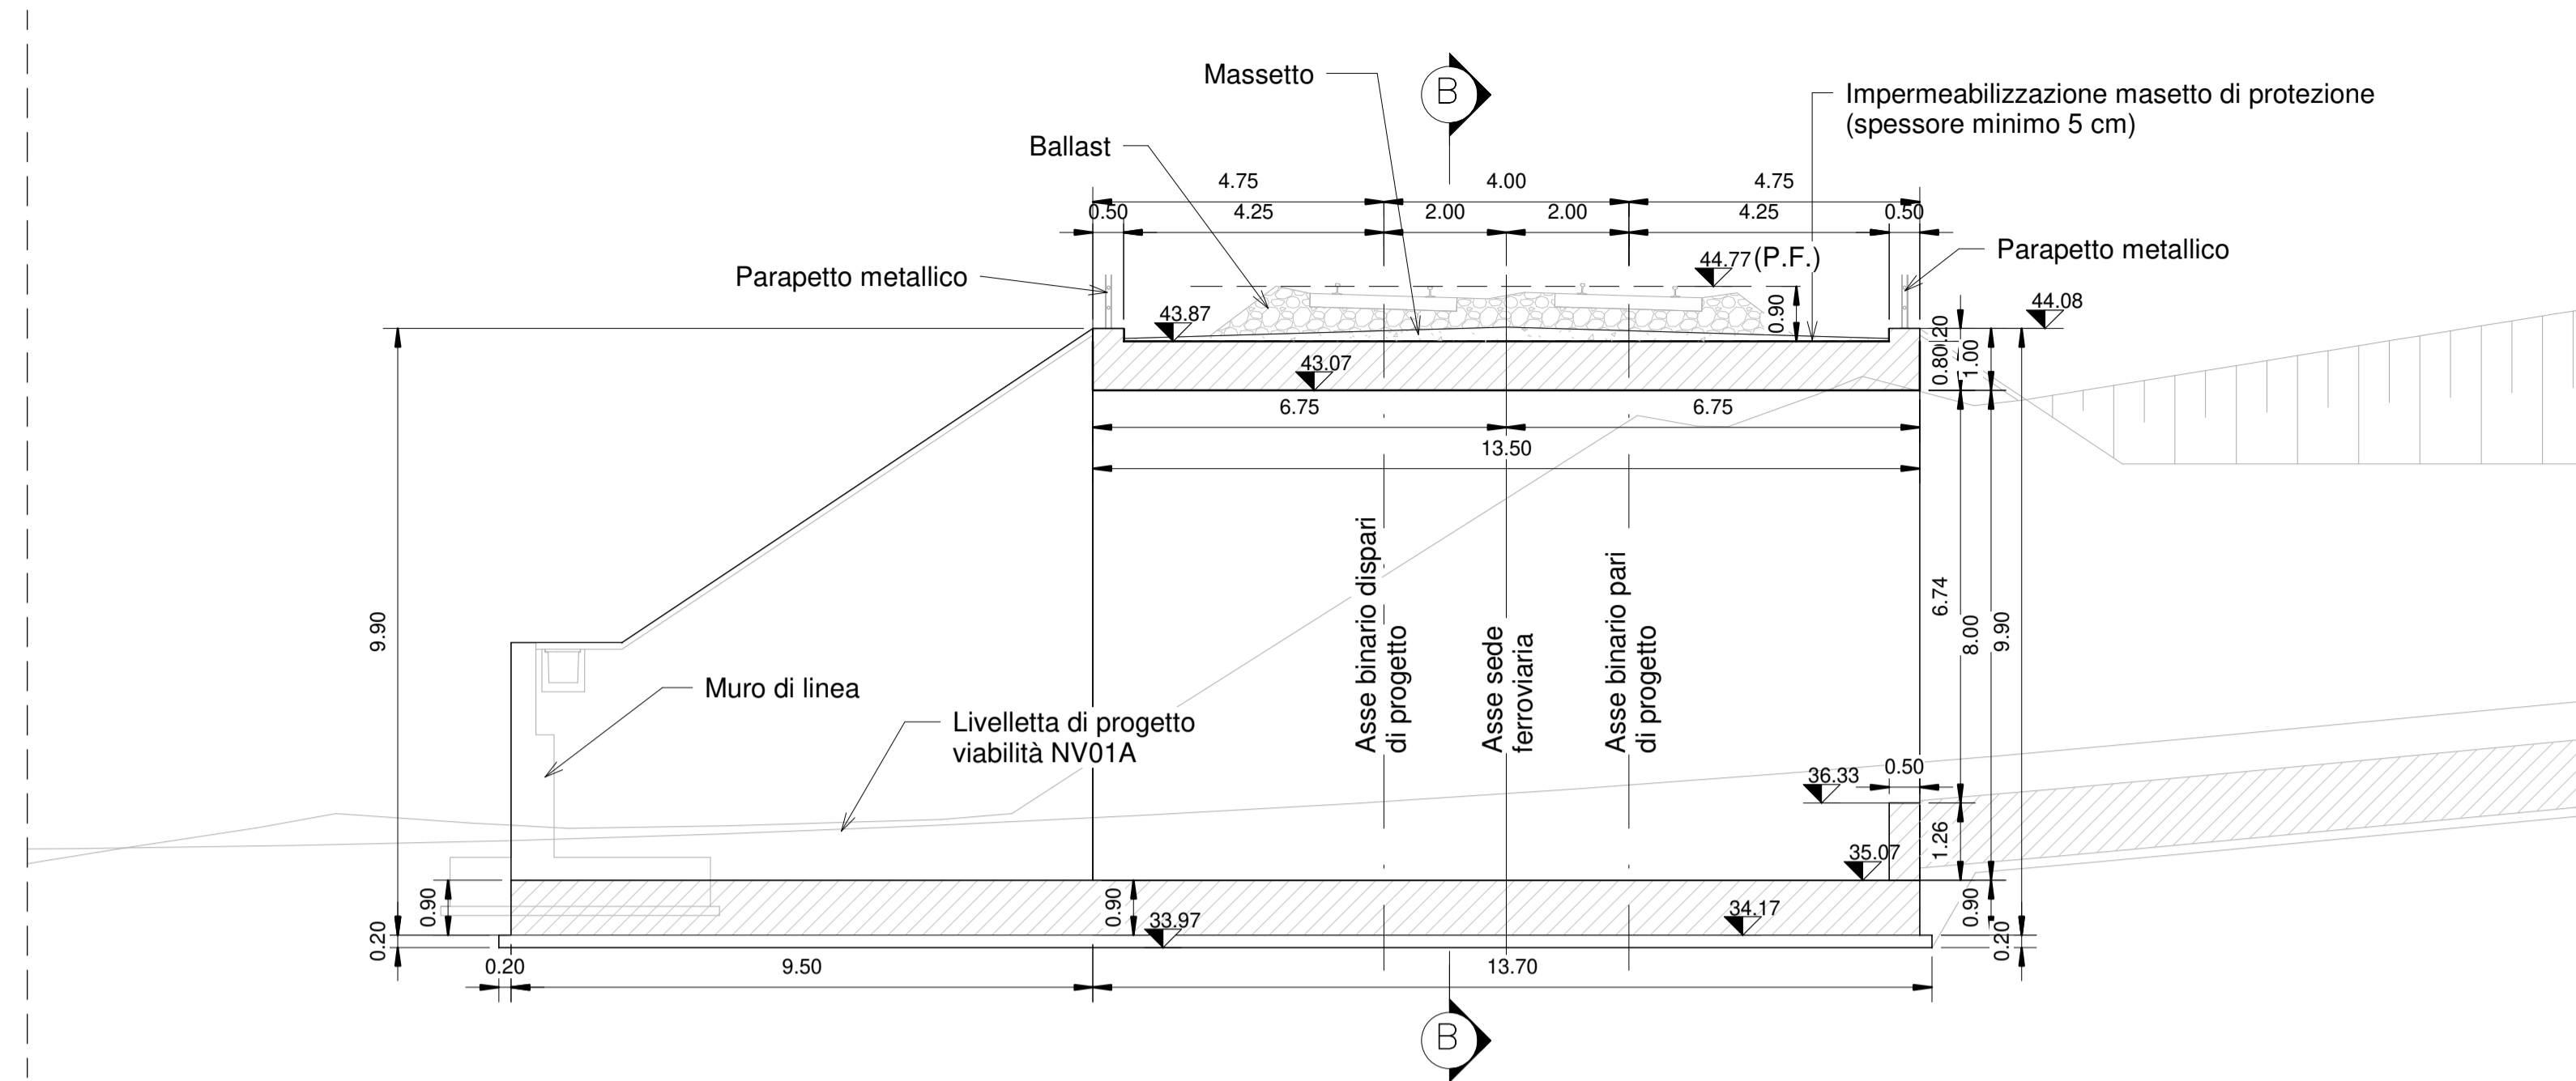 B
Massetto
Impermeabilizzazione masetto di protezione
(spessore minimo 5 cm)
Ballast
4.75
4.00
4.75
0.50
4.25
2.00
2.00
4.25
0.50
Parapetto metallico
Parapetto metallico
44.77(P.F.)
0.90
43.87
44.08
0.20
0.80
1.00
43.07
6.75
6.75
13.50
9.90
Asse binario dispari
di progetto
Asse sede
ferroviaria
Asse binario pari
di progetto
6.74
8.00
9.90
Muro di linea
Livelletta di progetto
viabilità NV01A
36.33
0.50
1.26
35.07
0.90
0.90
33.97
34.17
0.90
0.20
0.20
0.20
9.50
13.70
B